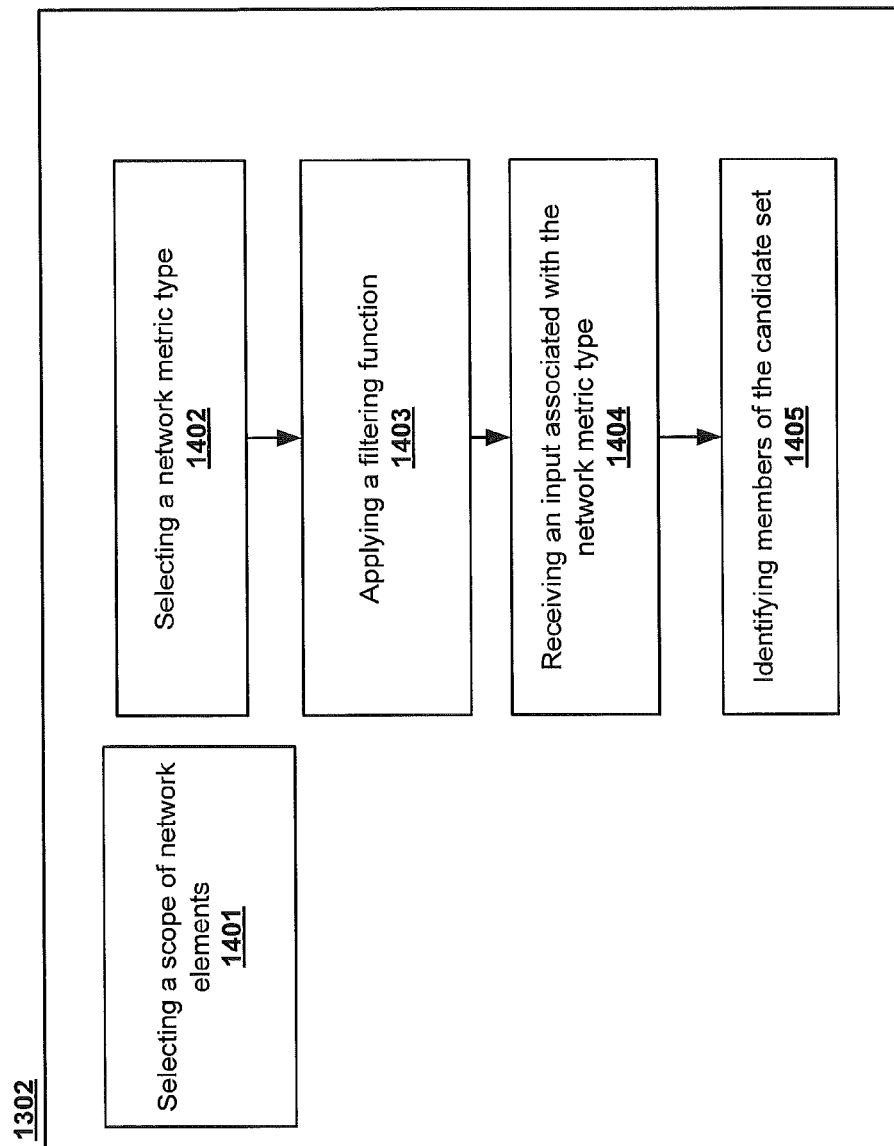 1302
Selecting a scope of network
elements
1401
Selecting a network metric type
1402
Applying a filtering function
1403
Receiving an input associated with the
network metric type
1404
Identifying members of the candidate set
1405